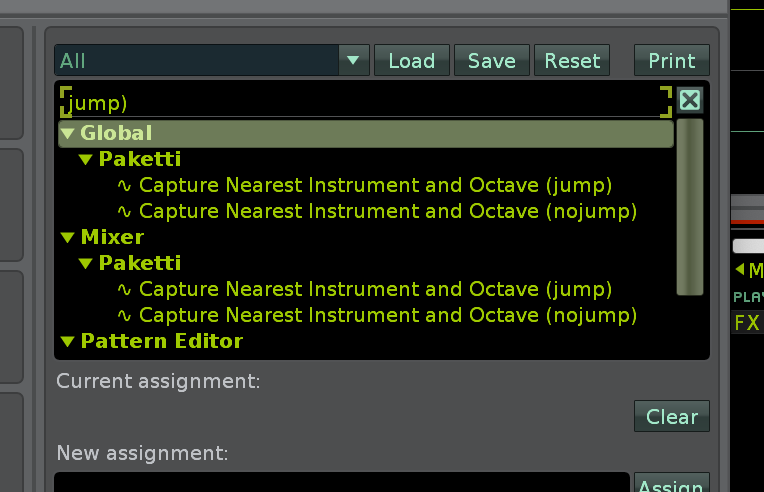 All
Load
Save
Reset
Print
jump)
Global
Paketti
Capture Nearest Instrument and Octave (jump)
Capture Nearest Instrument and Octave (nojump)
Mixer
Paketti
Capture Nearest Instrument and Octave (jump)
Capture Nearest Instrument and Octave (nojump)
Pattern Editor
M
PLA
FX
Current assignment:
Clear
New assignment:
Assign